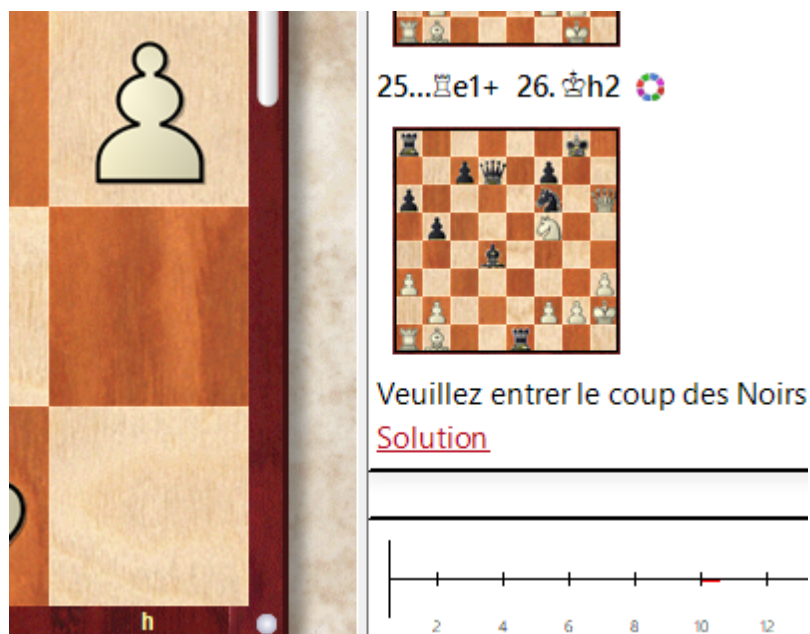 25...♖e1+ 26.♔h2
Veuillez entrer le coup des Noirs
Solution
h
2 4 6 8 10 12